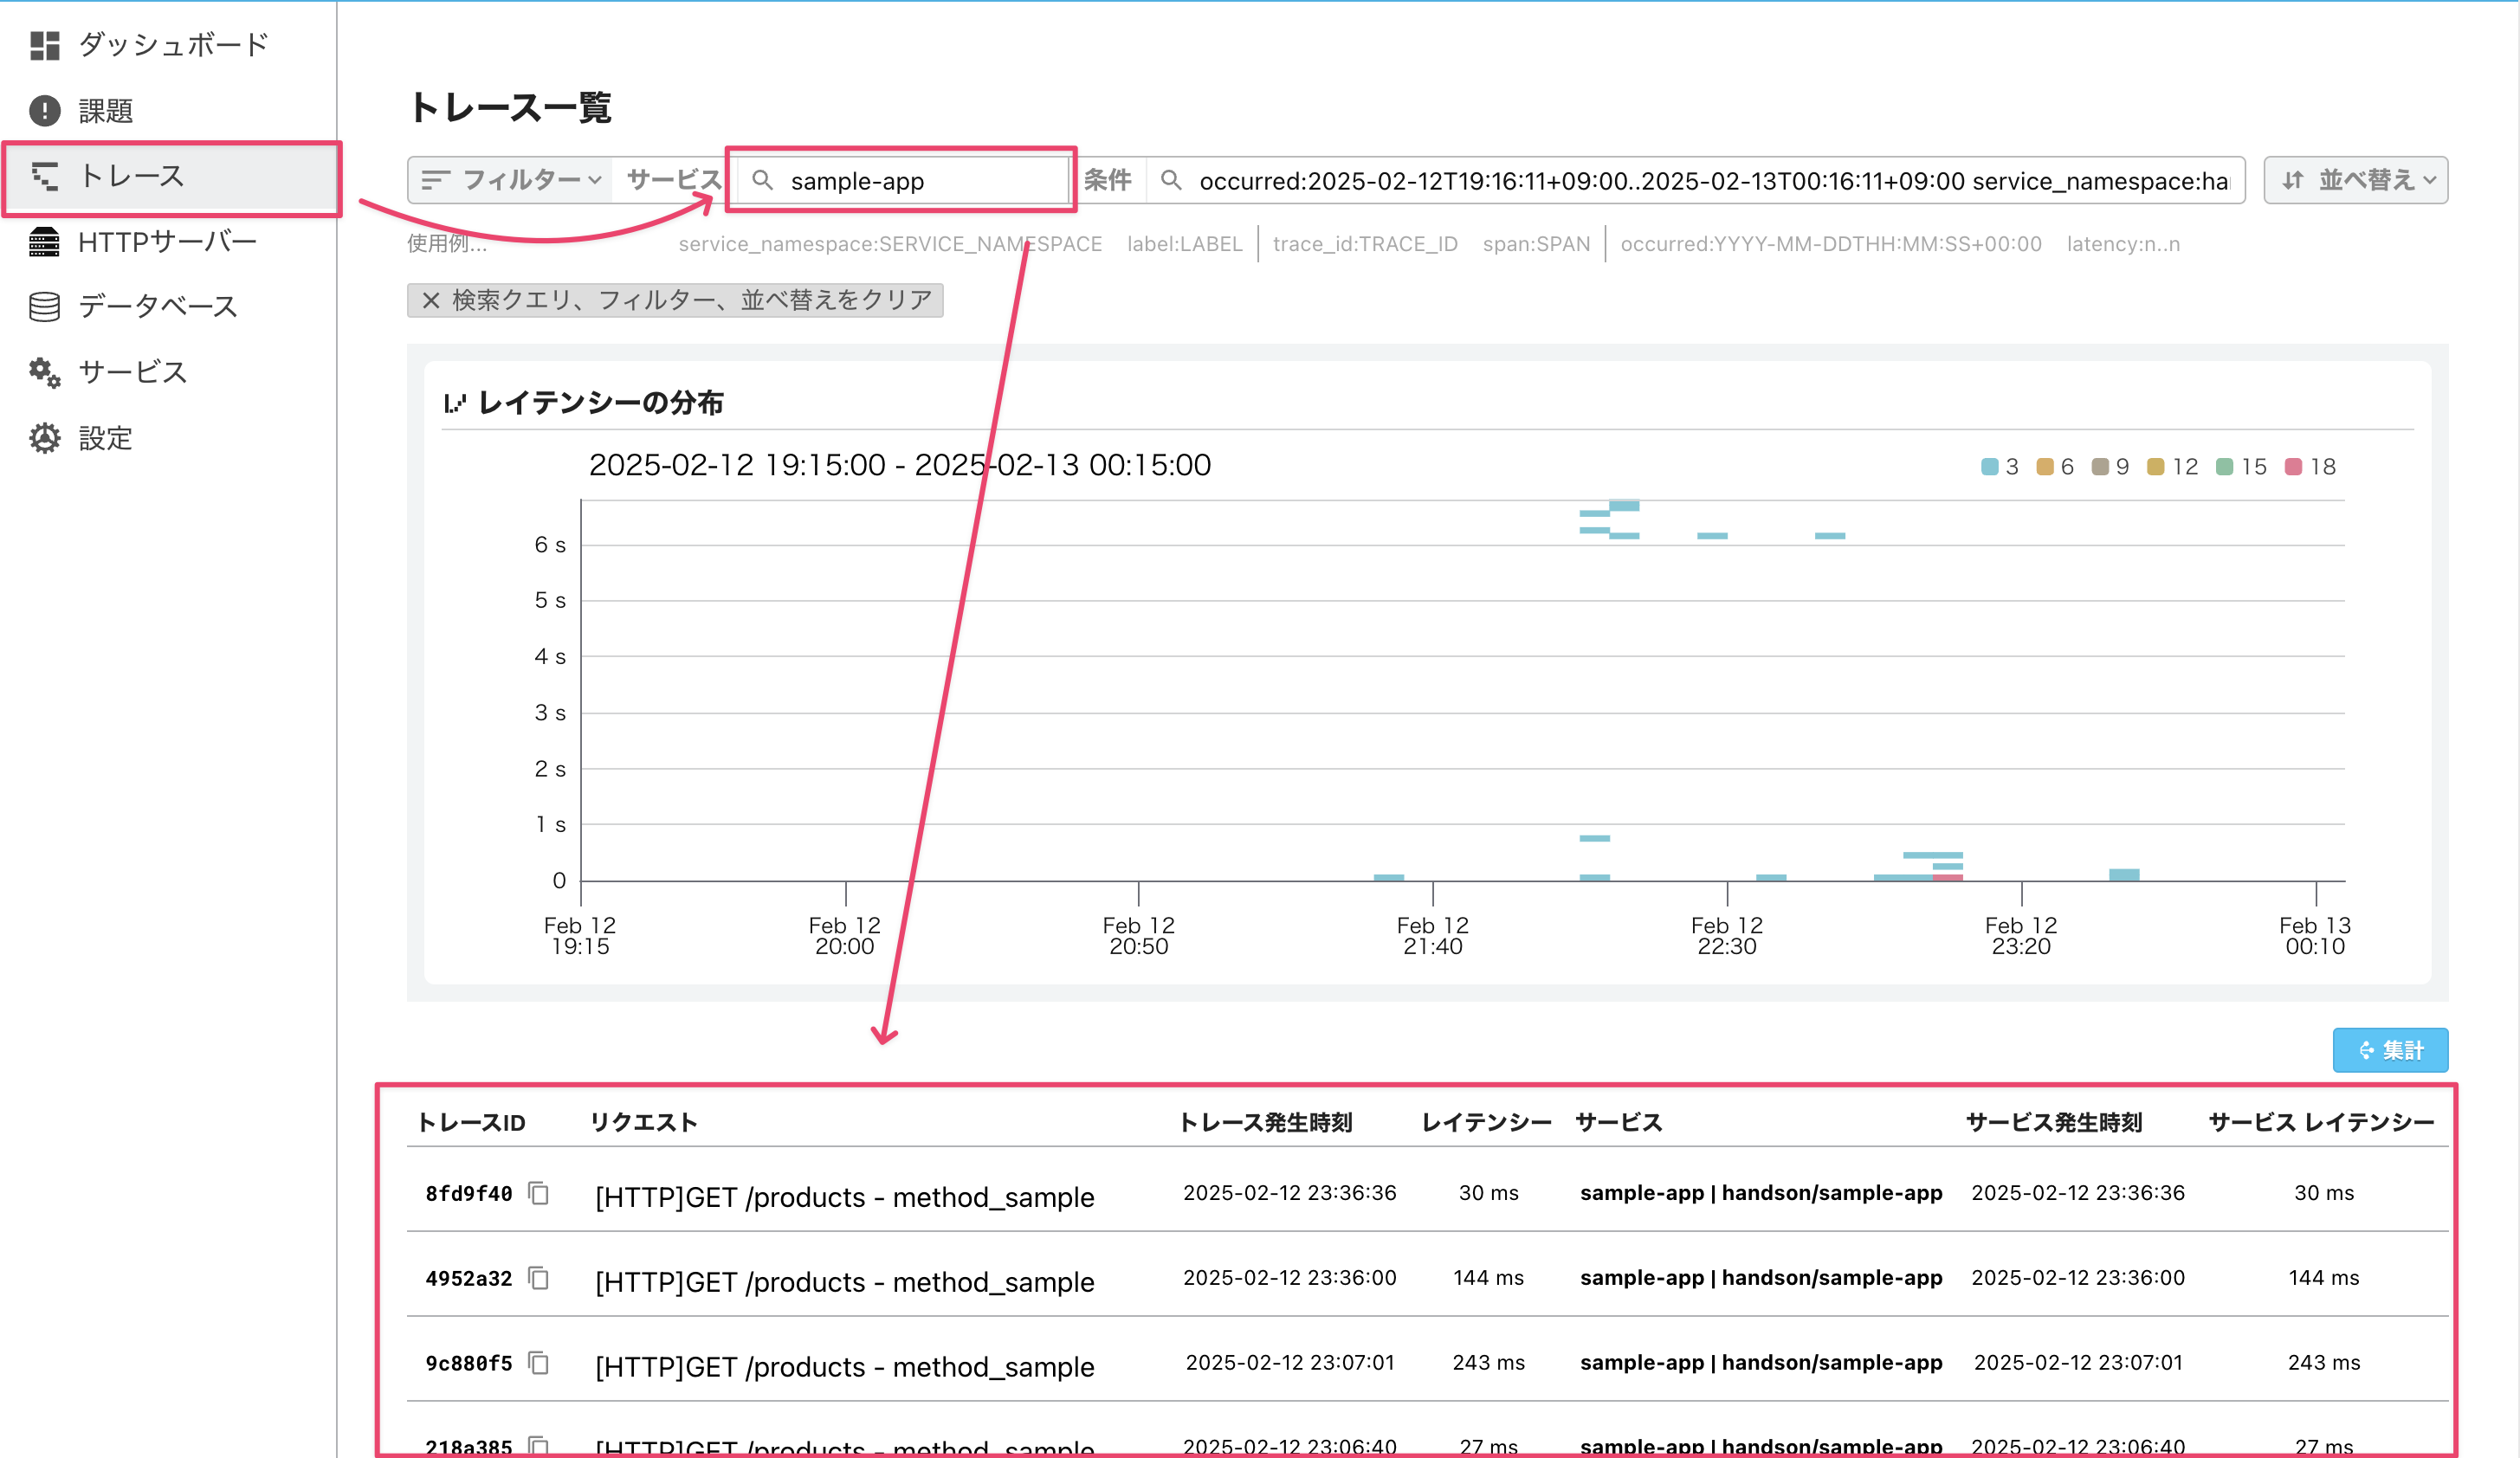 ダッシュボード
課題
トレース
HTTPサーバー
データベース
サービス
設定
トレース一覧
フィルター サービス sample-app 条件 occurred:2025-02-12T19:16:11+09:00..2025-02-13T00:16:11+09:00 service_namespace:ha 並べ替え
使用例... service_namespace:SERVICE_NAMESPACE label:LABEL trace_id:TRACE_ID span:SPAN occurred:YYYY-MM-DDTHH:MM:SS+00:00 latency:n..n
検索クエリ、フィルター、並べ替えをクリア
レイテンシーの分布
2025-02-12 19:15:00 - 2025-02-13 00:15:00
3 6 9 12 15 18
6 s
5 s
4 s
3 s
2 s
1 s
0
Feb 12 Feb 12 Feb 12 Feb 12 Feb 12 Feb 12 Feb 13
19:15 20:00 20:50 21:40 22:30 23:20 00:10
集計
トレースID リクエスト トレース発生時刻 レイテンシー サービス サービス発生時刻 サービス レイテンシー
8fd9f40 [HTTP]GET /products - method_sample 2025-02-12 23:36:36 30 ms sample-app | handson/sample-app 2025-02-12 23:36:36 30 ms
4952a32 [HTTP]GET /products - method_sample 2025-02-12 23:36:00 144 ms sample-app | handson/sample-app 2025-02-12 23:36:00 144 ms
9c880f5 [HTTP]GET /products - method_sample 2025-02-12 23:07:01 243 ms sample-app | handson/sample-app 2025-02-12 23:07:01 243 ms
218a385 [HTTP]GET /products - method_sample 2025-02-12 23:06:40 27 ms sample-app | handson/sample-app 2025-02-12 23:06:40 27 ms